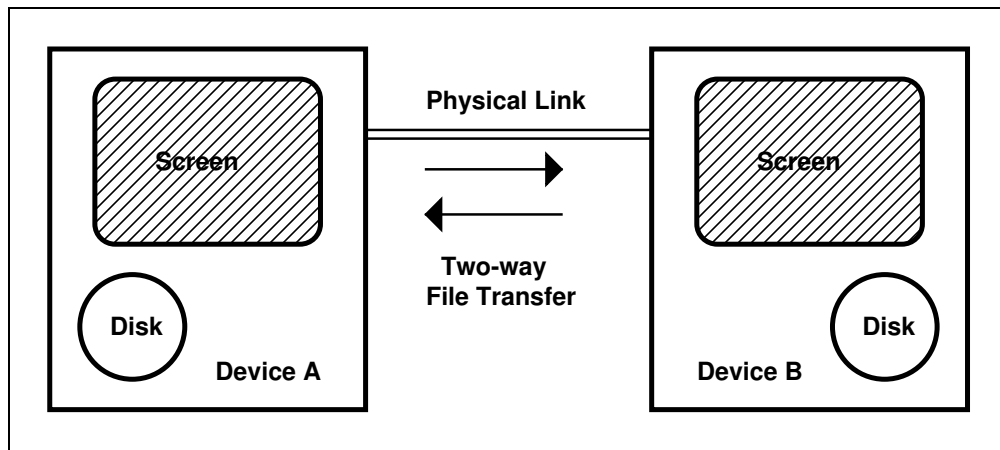 Physical Link
Screen
Screen
Two-way
File Transfer
Disk
Disk
Device A
Device B